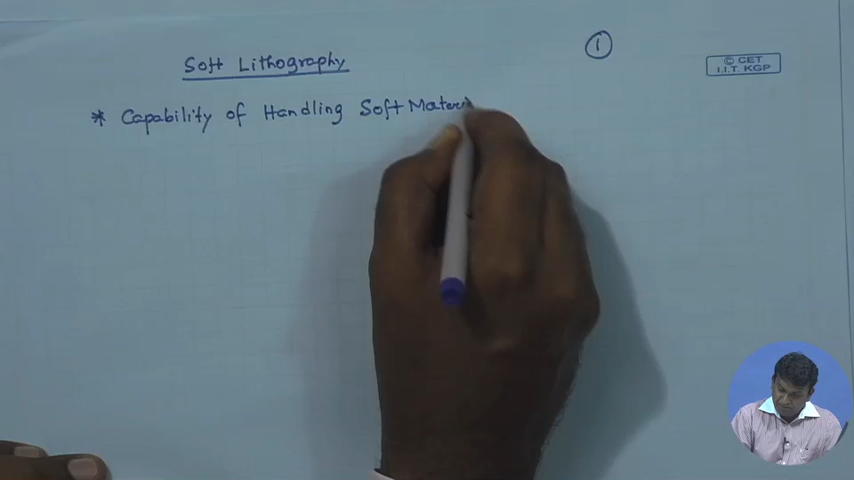 Soft Lithography
1
© CET
I.I.T. KGP
* Capability of Handling Soft